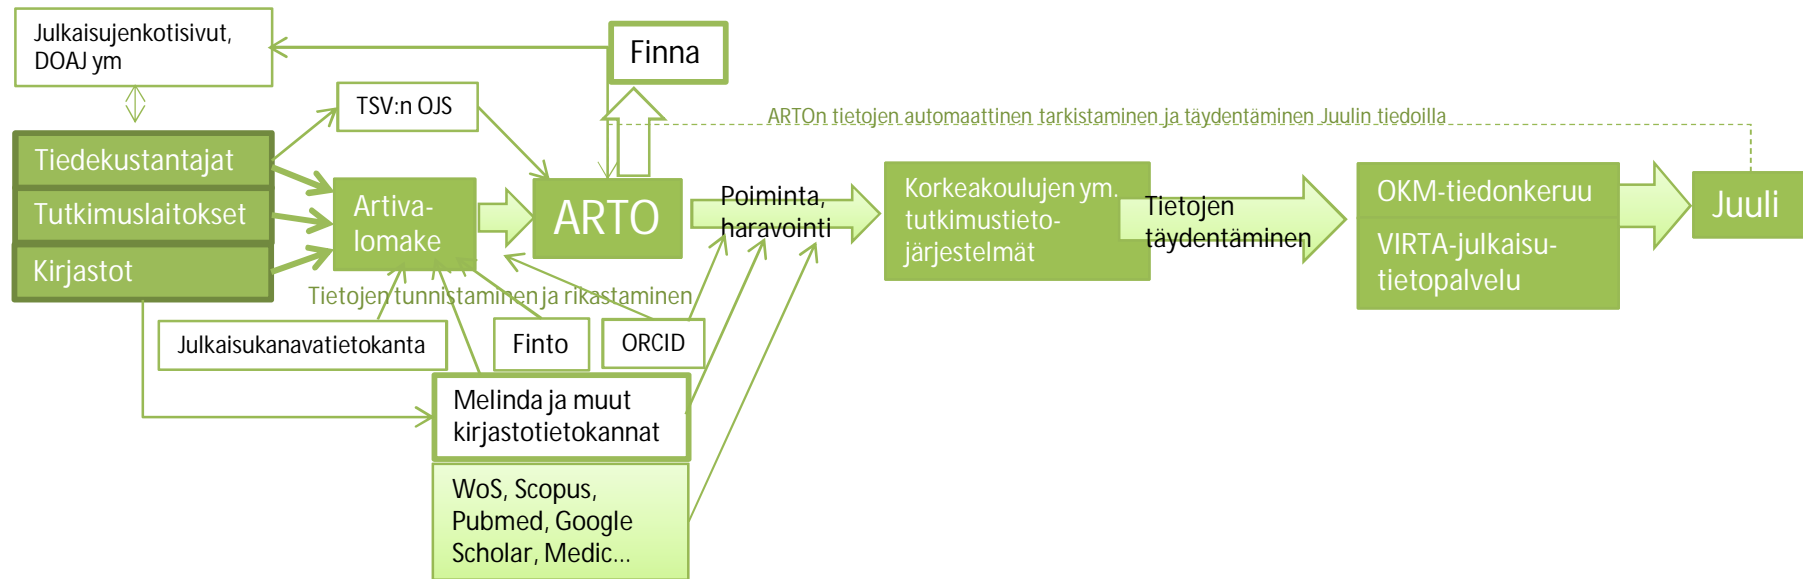 Julkaisujenkotisivut,
DOAJ ym
Finna
TSV:n OJS
ARTOn tietojen automaattinen tarkistaminen ja täydentäminen Juulin tiedoilla
Tiedekustantajat
Tutkimuslaitokset
Kirjastot
Artiva-
lomake
ARTO
Poiminta,
haravointi
Korkeakoulujen ym.
tutkimustieto-
järjestelmät
Tietojen
täydentäminen
OKM-tiedonkeruu
VIRTA-julkaisu-
tietopalvelu
Juuli
Tietojen tunnistaminen ja rikastaminen
Julkaisukanavatietokanta
Finto
ORCID
Melinda ja muut
kirjastotietokannat
WoS, Scopus,
Pubmed, Google
Scholar, Medic...